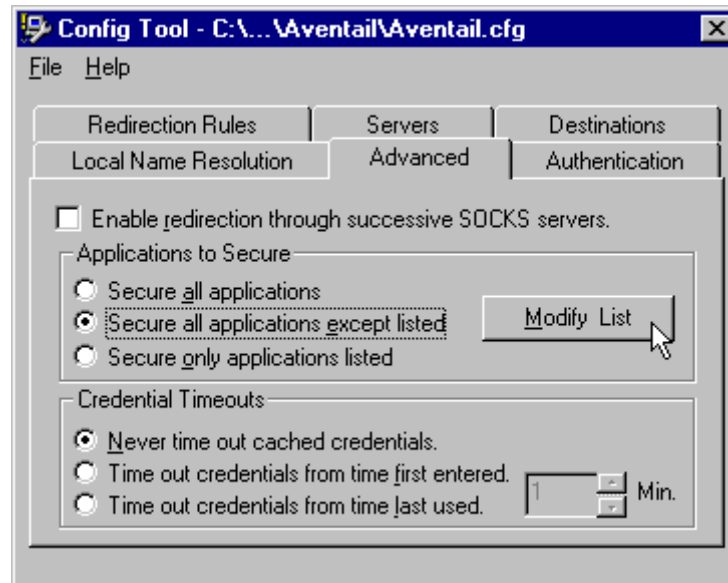 Config Tool - C:\...\Aventail\Aventail.cfg
File Help
Redirection Rules Servers Destinations
Local Name Resolution Advanced Authentication
Enable redirection through successive SOCKS servers.
Applications to Secure
Secure all applications
Secure all applications except listed
Modify List
Secure only applications listed
Credential Timeouts
Never time out cached credentials.
Time out credentials from time first entered.
Time out credentials from time last used.
1 Min.